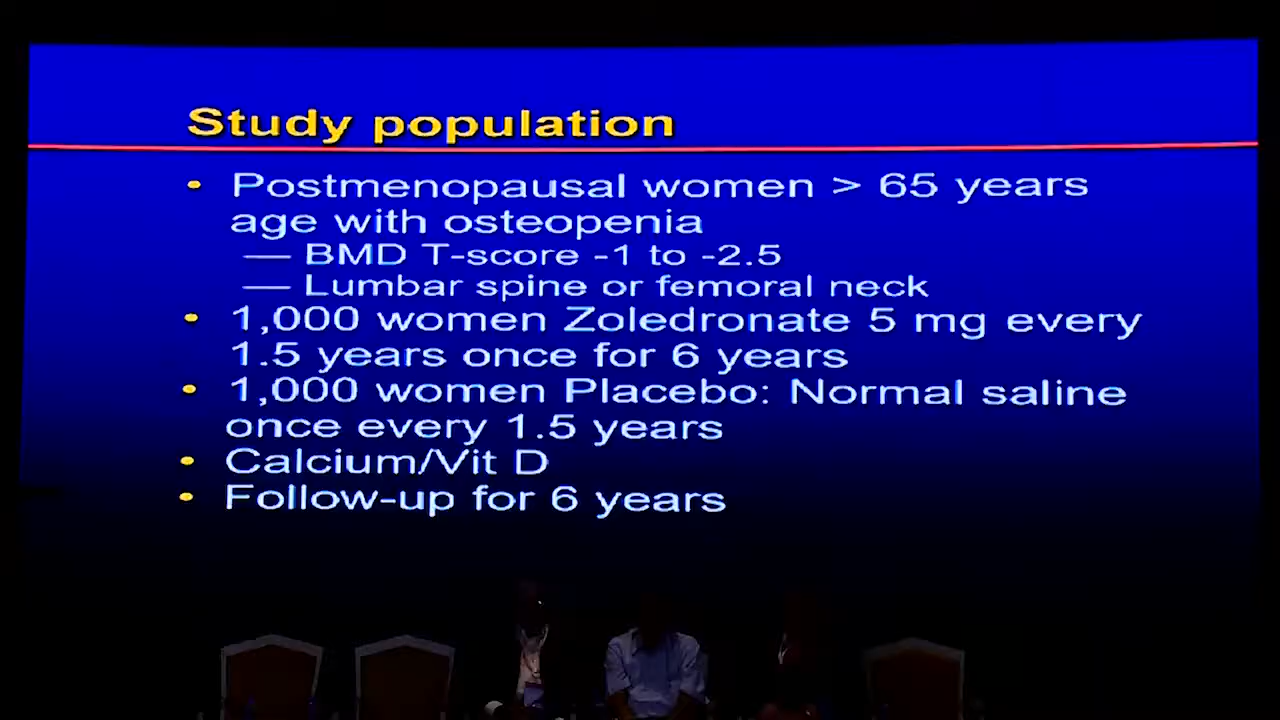 Study population
• Postmenopausal women > 65 years
age with osteopenia
— BMD T-score -1 to -2.5
— Lumbar spine or femoral neck
• 1,000 women Zoledronate 5 mg every
1.5 years once for 6 years
• 1,000 women Placebo: Normal saline
once every 1.5 years
• Calcium/Vit D
• Follow-up for 6 years